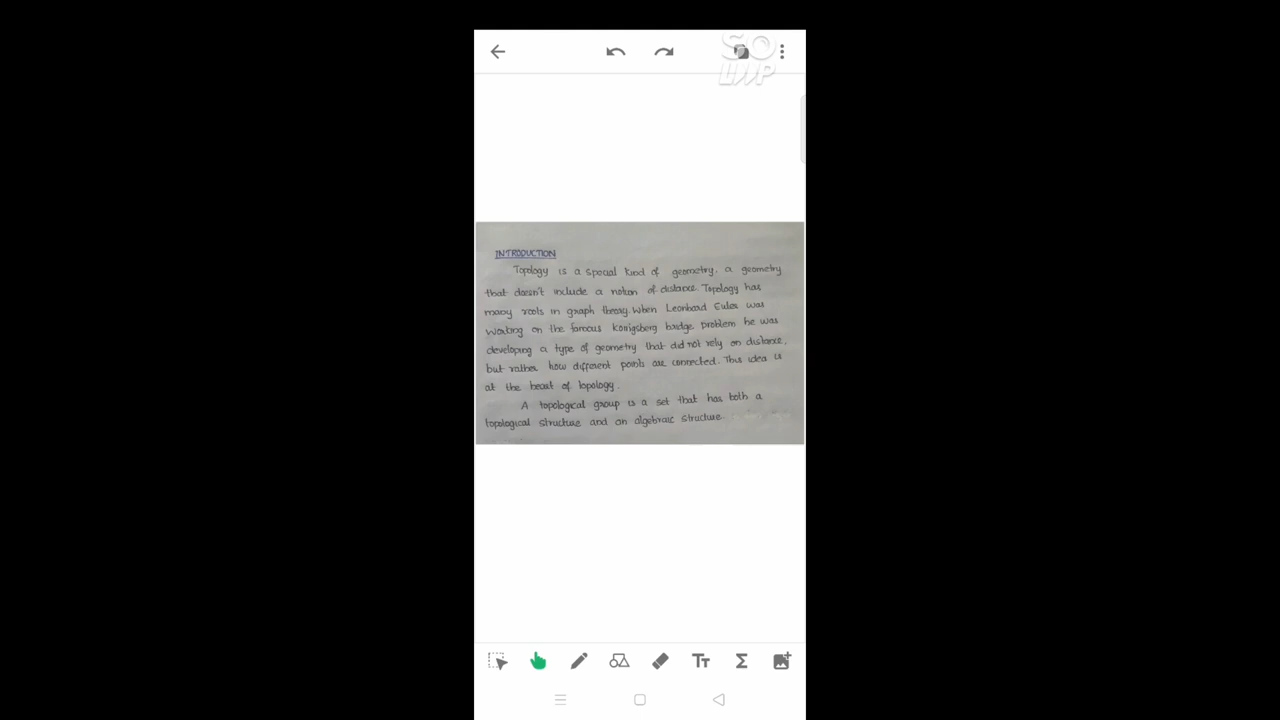 SO
LIIP
INTRODUCTION
Topology is a special kind of geometry, a geometry
that doesn't include a notion of distance. Topology has
many roots in graph theory. When Leonhard Euler was
working on the famous Konigsberg bridge problem he was
developing a type of geometry that did not rely on distance,
but rather how different points are connected. This idea is
at the heart of topology.
A topological group is a set that has both a
topological structure and an algebraic structure.
Tт
Σ